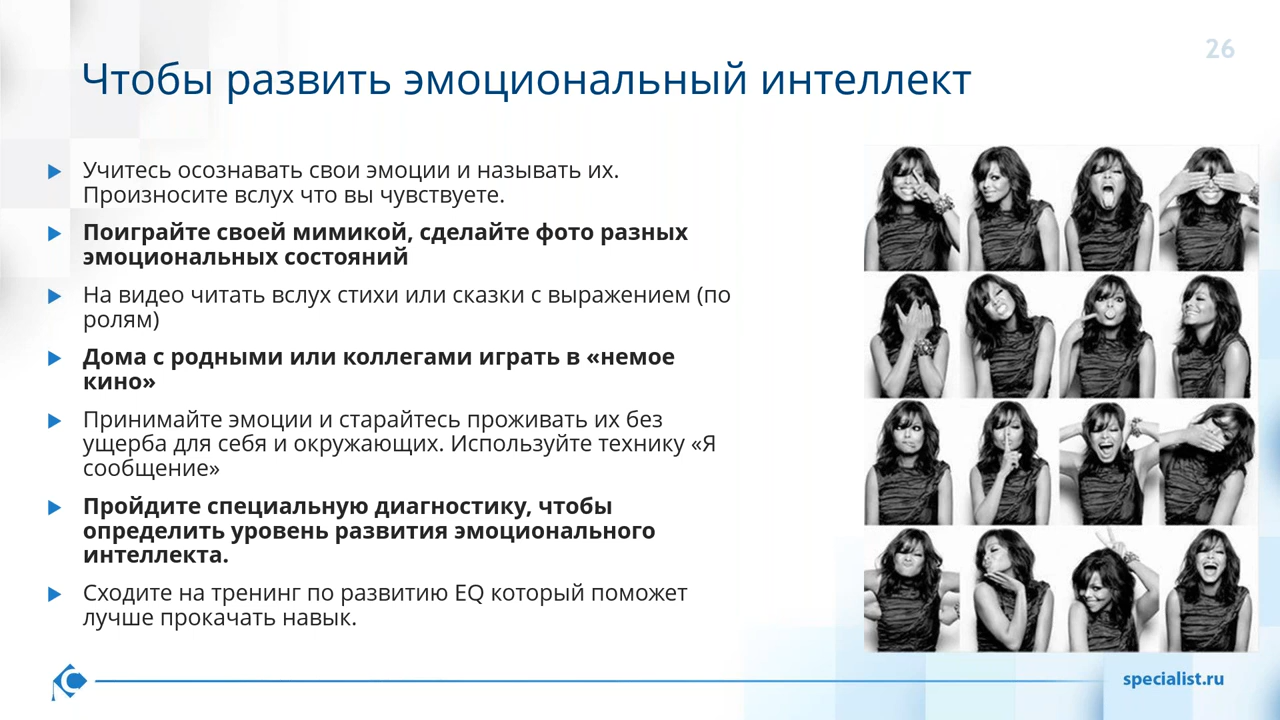 26
Чтобы развить эмоциональный интеллект
Учитесь осознавать свои эмоции и называть их.
Произносите вслух что вы чувствуете.
Поиграйте своей мимикой, сделайте фото разных
эмоциональных состояний
На видео читать вслух стихи или сказки с выражением (по
ролям)
Дома с родными или коллегами играть в «немое
кино»
Принимайте эмоции и старайтесь проживать их без
ущерба для себя и окружающих. Используйте технику «Я
сообщение»
Пройдите специальную диагностику, чтобы
определить уровень развития эмоционального
интеллекта.
Сходите на тренинг по развитию EQ который поможет
лучше прокачать навык.
specialist.ru